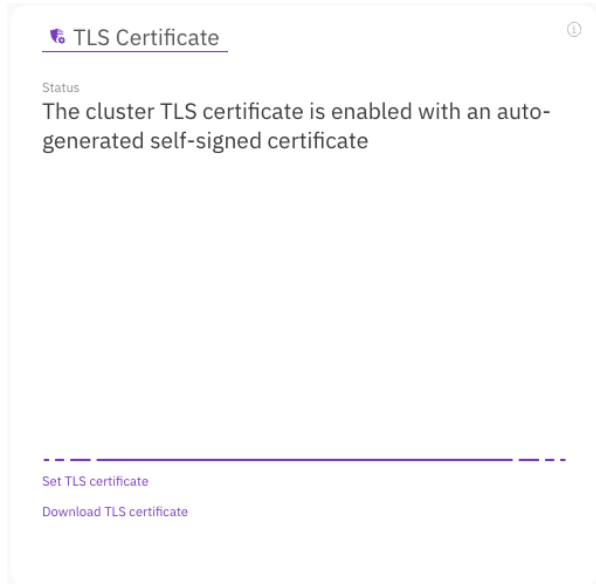 TLS Certificate
Status
The cluster TLS certificate is enabled with an auto-
generated self-signed certificate
Set TLS certificate
Download TLS certificate